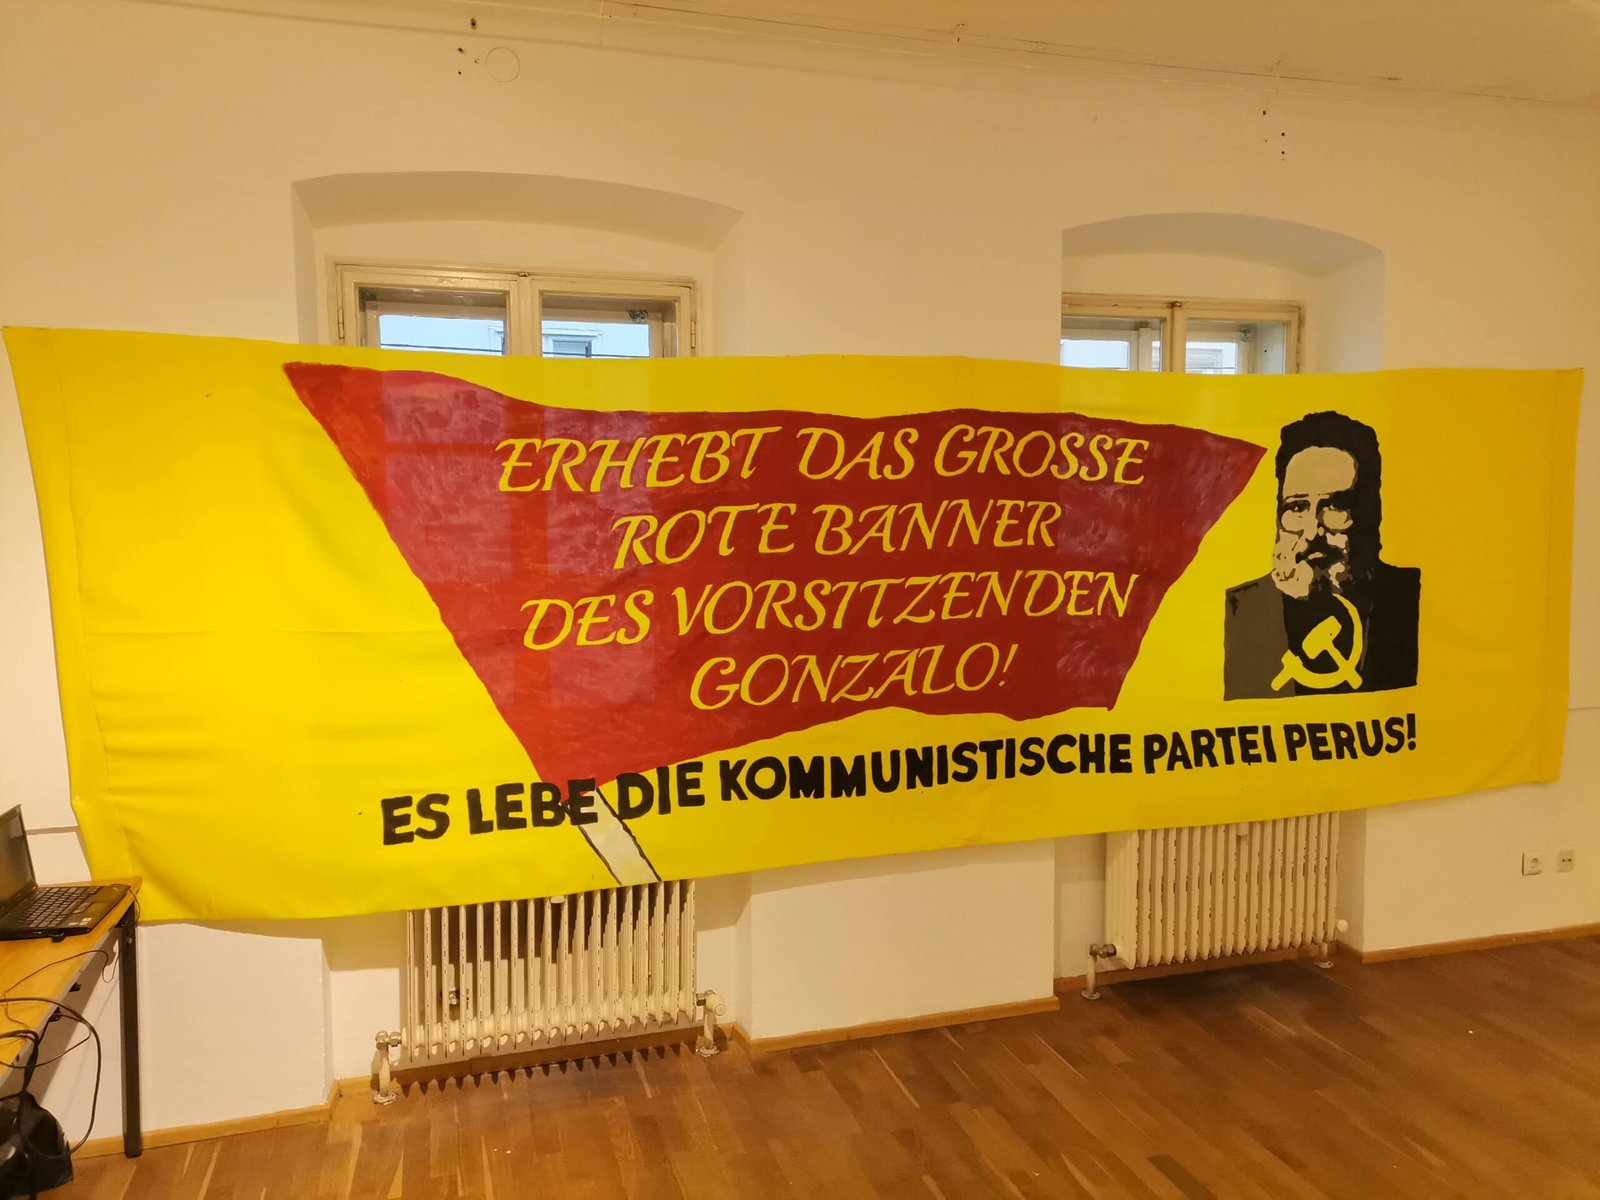 ERHEBT DAS GROSSE
ROTE BANNER
DES VORSITZENDEN
GONZALO!
ES LEBE DIE KOMMUNISTISCHE PARTEI PERUS!